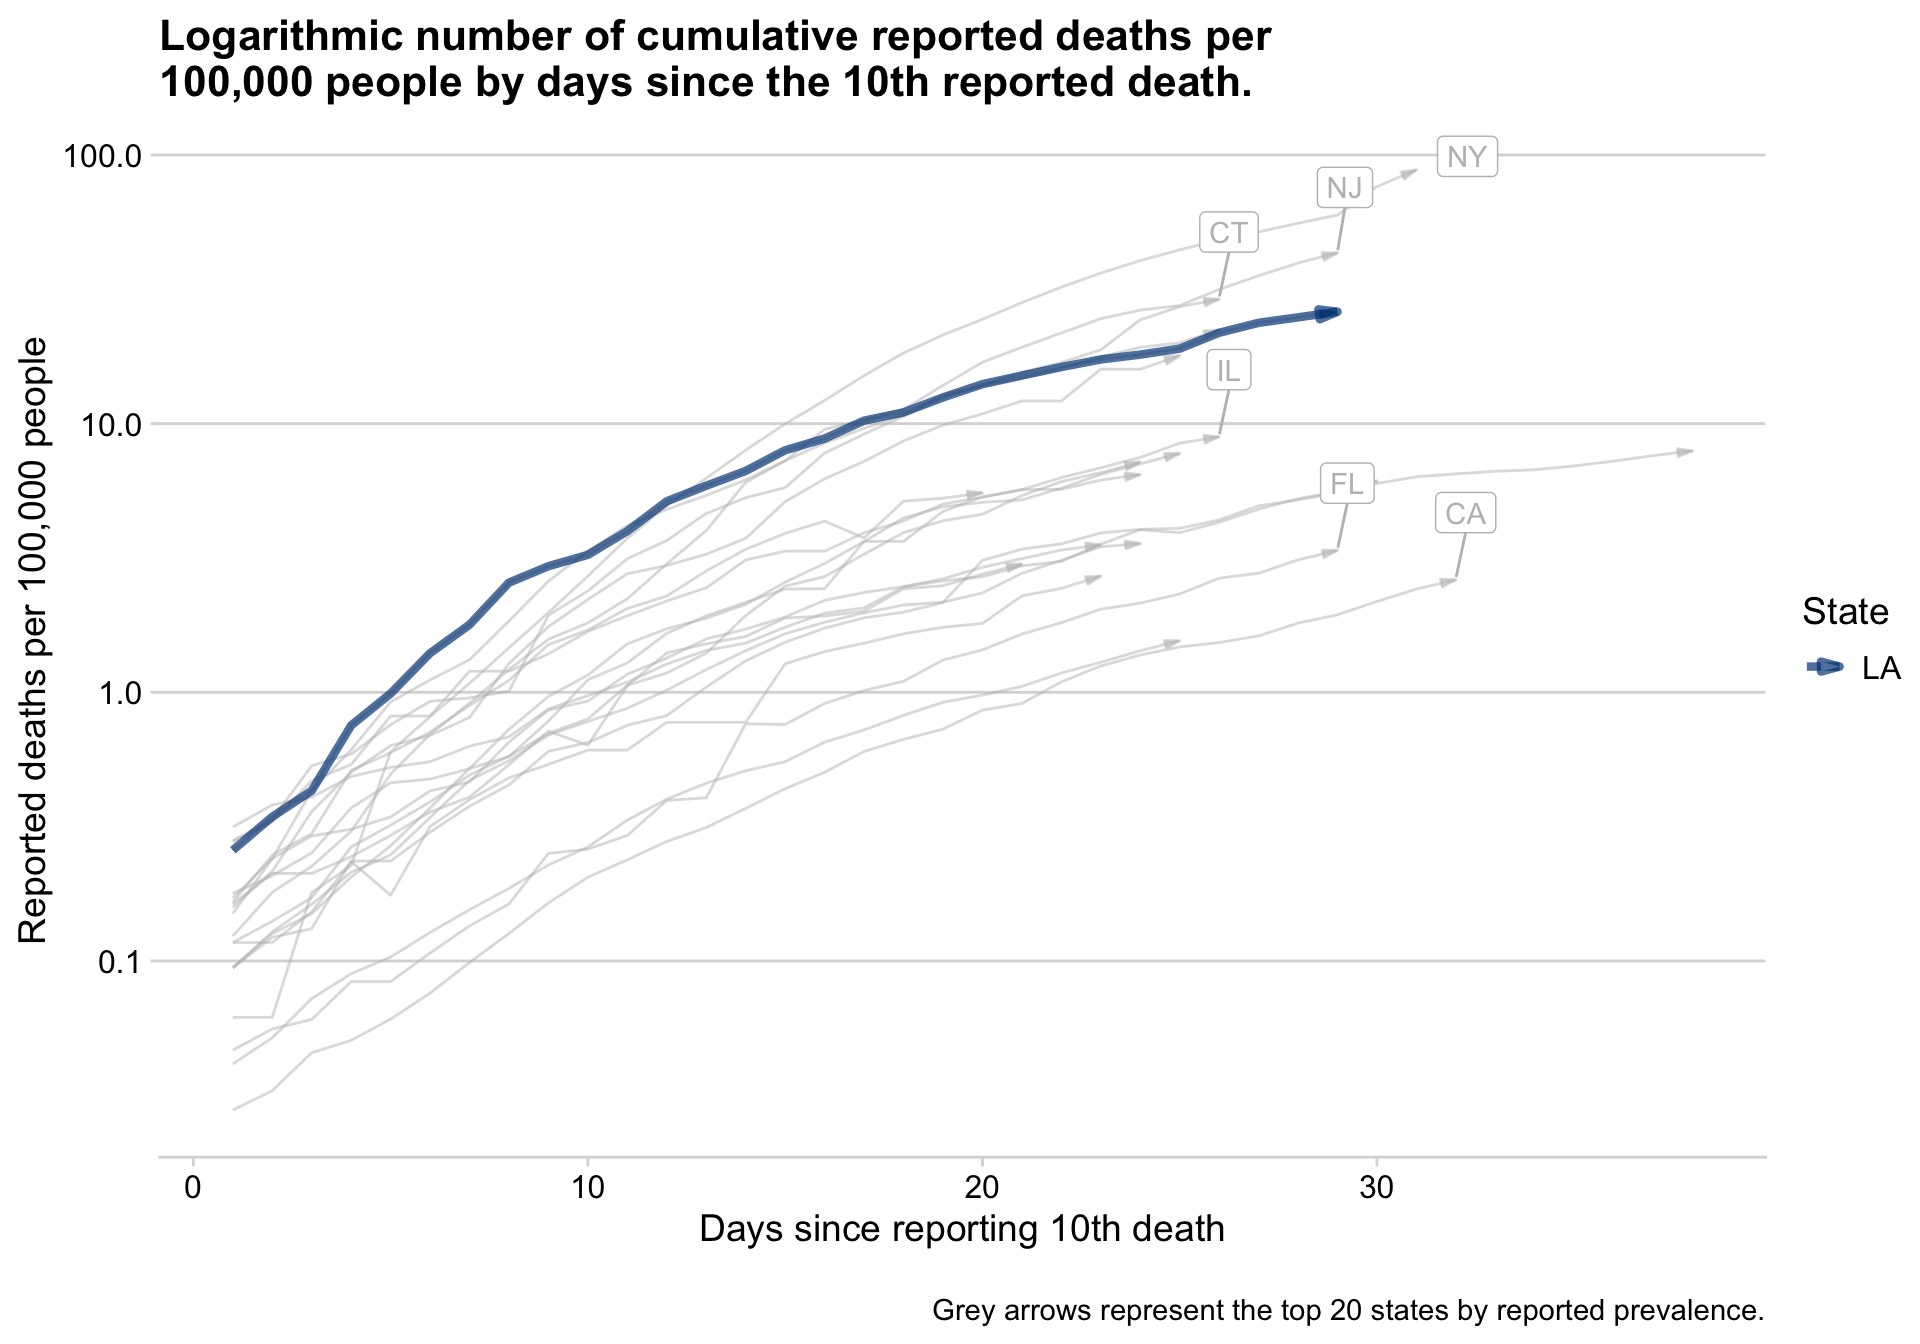 Logarithmic number of cumulative reported deaths per
100,000 people by days since the 10th reported death.
Reported deaths per 100,000 people
100.0
10.0
1.0
0.1
NY
NJ
CT
IL
FL
CA
State
LA
0 10 20 30
Days since reporting 10th death
Grey arrows represent the top 20 states by reported prevalence.